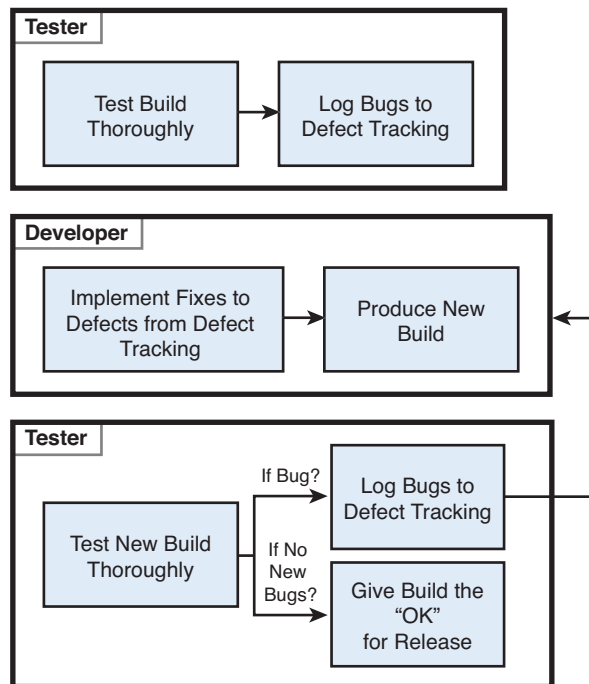 Tester
Test Build
Thoroughly
Log Bugs to
Defect Tracking
Developer
Implement Fixes to
Defects from Defect
Tracking
Produce New
Build
Tester
Test New Build
Thoroughly
If Bug?
Log Bugs to
Defect Tracking
If No
New
Bugs?
Give Build the
“OK”
for Release